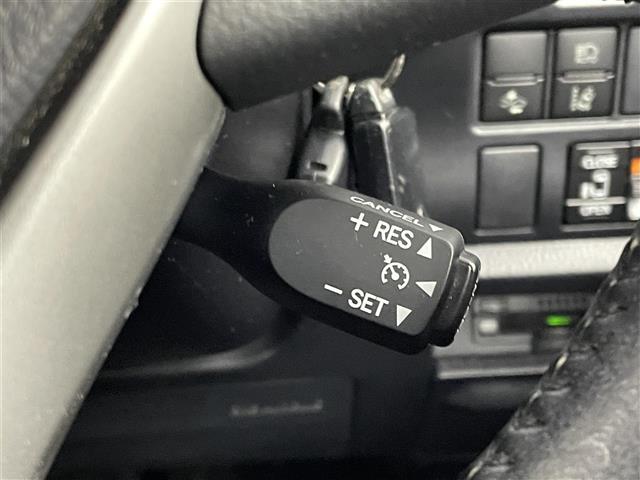 CANCEL
+ RES
- SET
CLOSE
OPEN